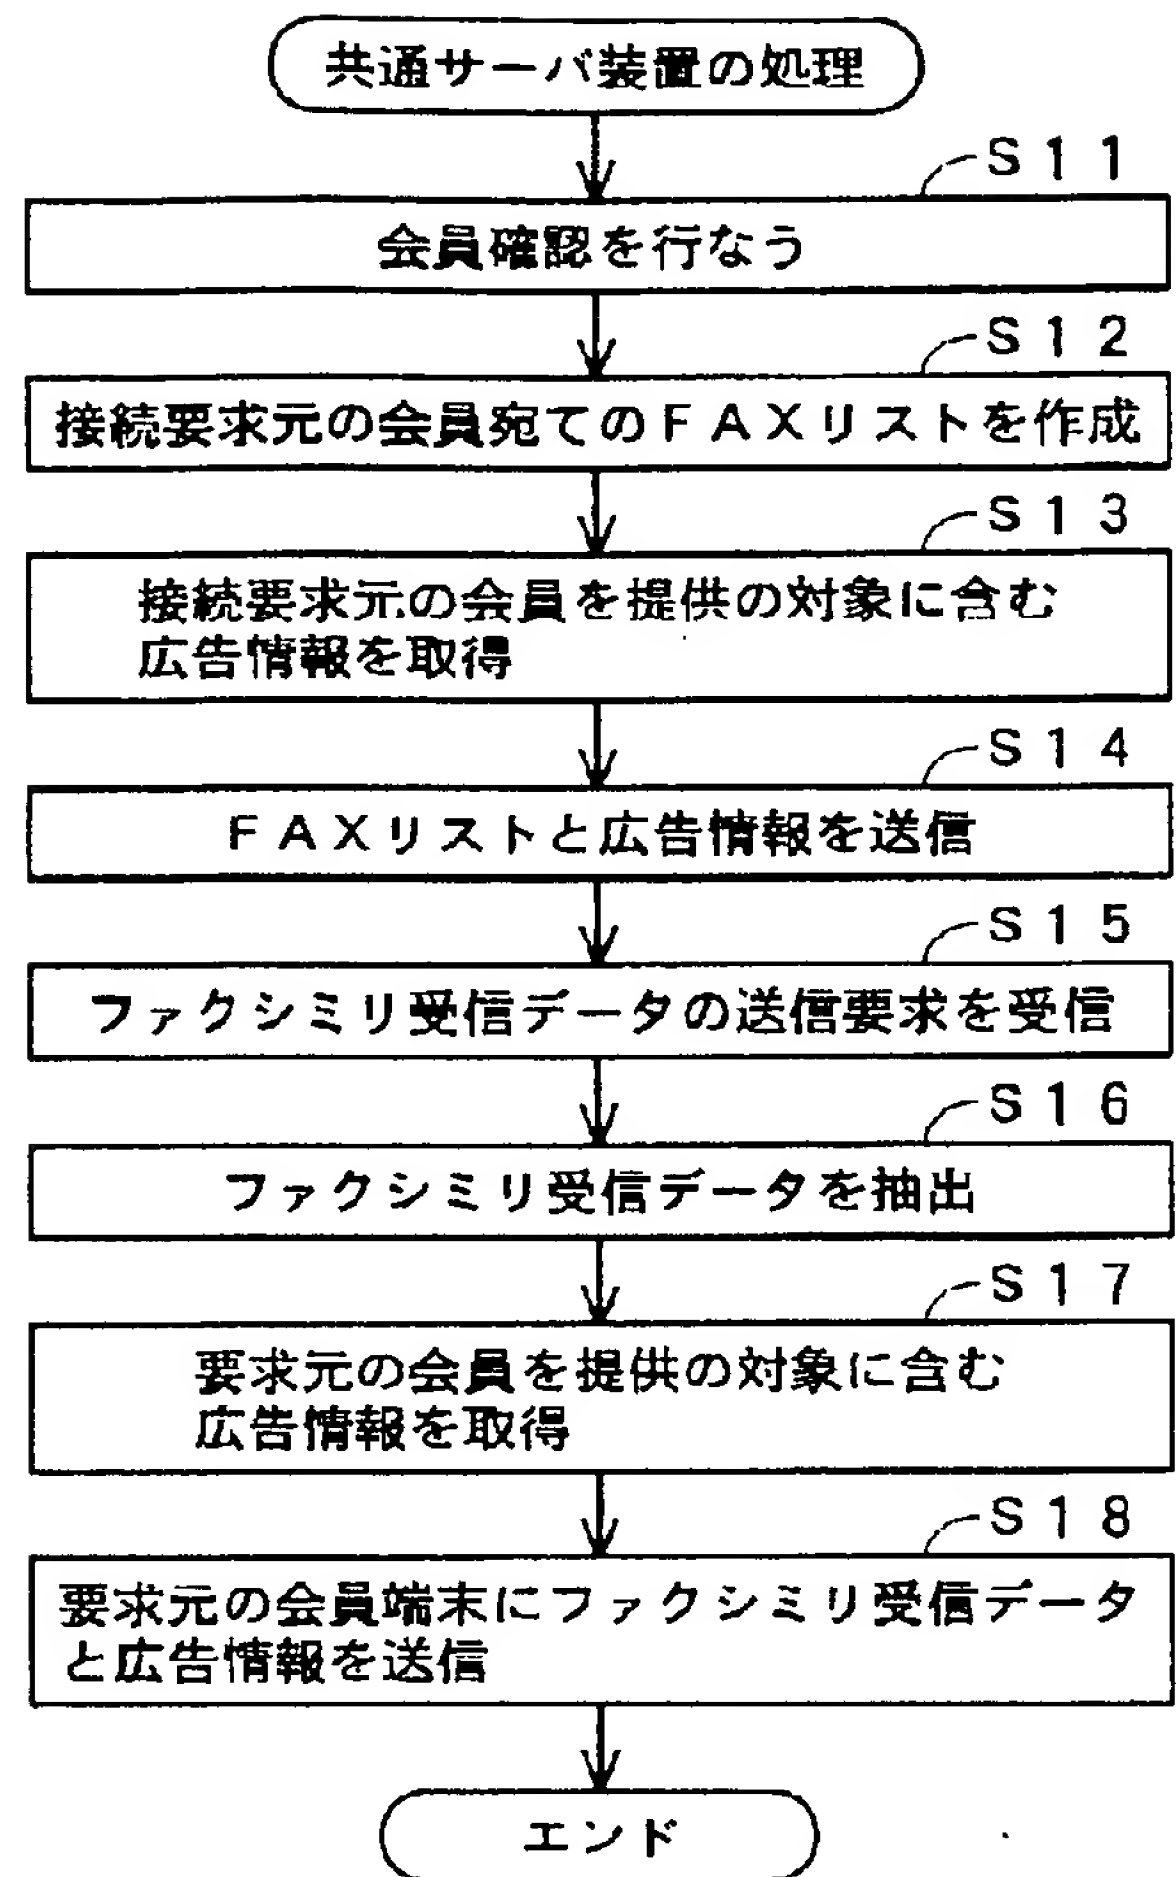 共通サーバ装置の処理
S11
会員確認を行なう
S12
接続要求元の会員宛てのFAXリストを作成
S13
接続要求元の会員を提供の対象に含む
広告情報を取得
S14
FAXリストと広告情報を送信
S15
ファクシミリ受信データの送信要求を受信
S16
ファクシミリ受信データを抽出
S17
要求元の会員を提供の対象に含む
広告情報を取得
S18
要求元の会員端末にファクシミリ受信データ
と広告情報を送信
エンド